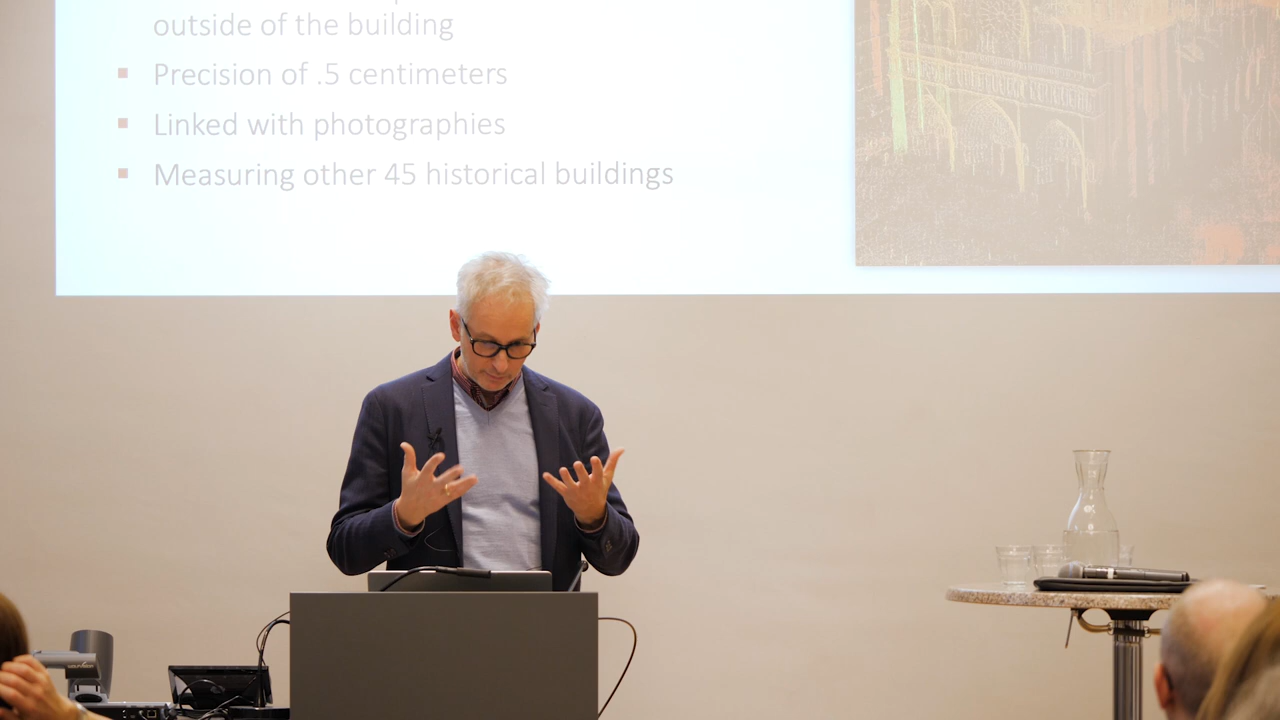 outside of the building
Precision of .5 centimeters
Linked with photographies
Measuring other 45 historical buildings